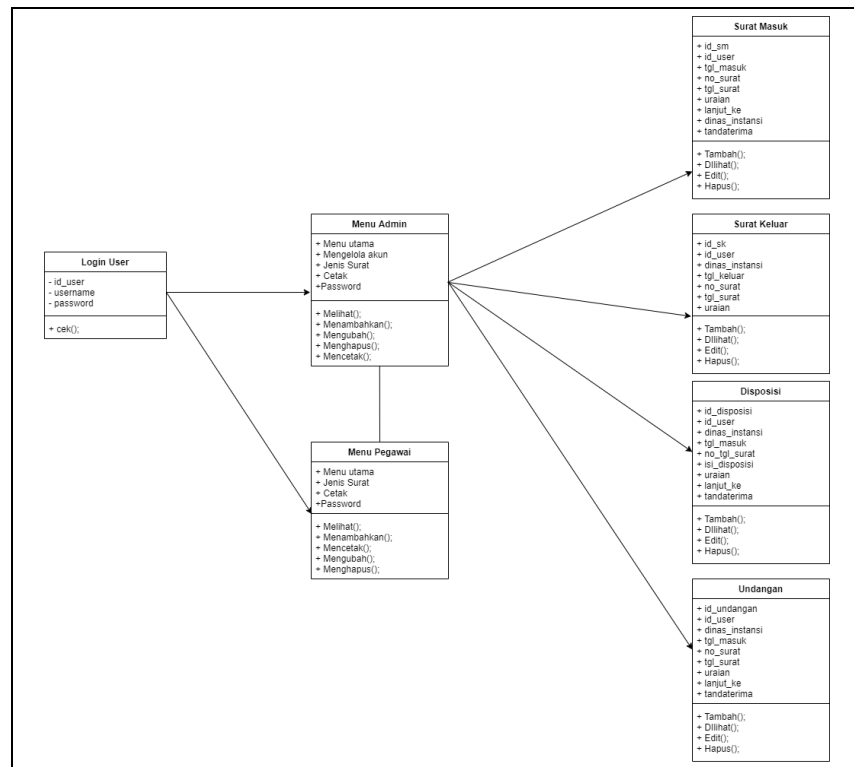 Login User
- id_user
- username
- password
+ cek();
Menu Admin
+ Menu utama
+ Mengelola akun
+ Jenis Surat
+ Cetak
+Password
+ Melihat();
+ Menambahkan();
+ Mengubah();
+ Menghapus();
+ Mencetak();
Menu Pegawai
+ Menu utama
+ Jenis Surat
+ Cetak
+Password
+ Melihat();
+ Menambahkan();
+ Mencetak();
+ Mengubah();
+ Menghapus();
Surat Masuk
+ id_sm
+ id_user
+ tgl_masuk
+ no_surat
+ tgl_surat
+ uraian
+ lanjut_ke
+ dinas_instansi
+ tandaterima
+ Tambah();
+ DIlihat();
+ Edit();
+ Hapus();
Surat Keluar
+ id_sk
+ id_user
+ dinas_instansi
+ tgl_keluar
+ no_surat
+ tgl_surat
+ uraian
+ Tambah();
+ DIlihat();
+ Edit();
+ Hapus();
Disposisi
+ id_disposisi
+ id_user
+ dinas_instansi
+ tgl_masuk
+ no_tgl_surat
+ isi_disposisi
+ uraian
+ lanjut_ke
+ tandaterima
+ Tambah();
+ DIlihat();
+ Edit();
+ Hapus();
Undangan
+ id_undangan
+ id_user
+ dinas_instansi
+ tgl_masuk
+ no_surat
+ tgl_surat
+ uraian
+ lanjut_ke
+ tandaterima
+ Tambah();
+ DIlihat();
+ Edit();
+ Hapus();